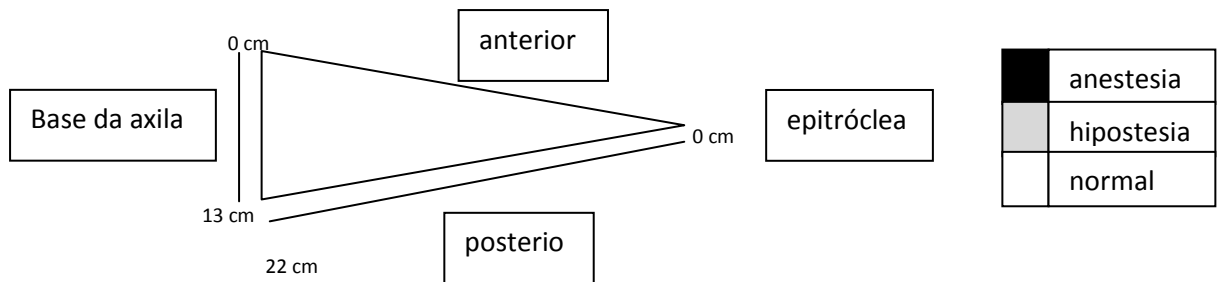 0 cm
anterior
Base da axila
epitróclea
0 cm
13 cm
posterio
22 cm
anestesia
hipostesia
normal